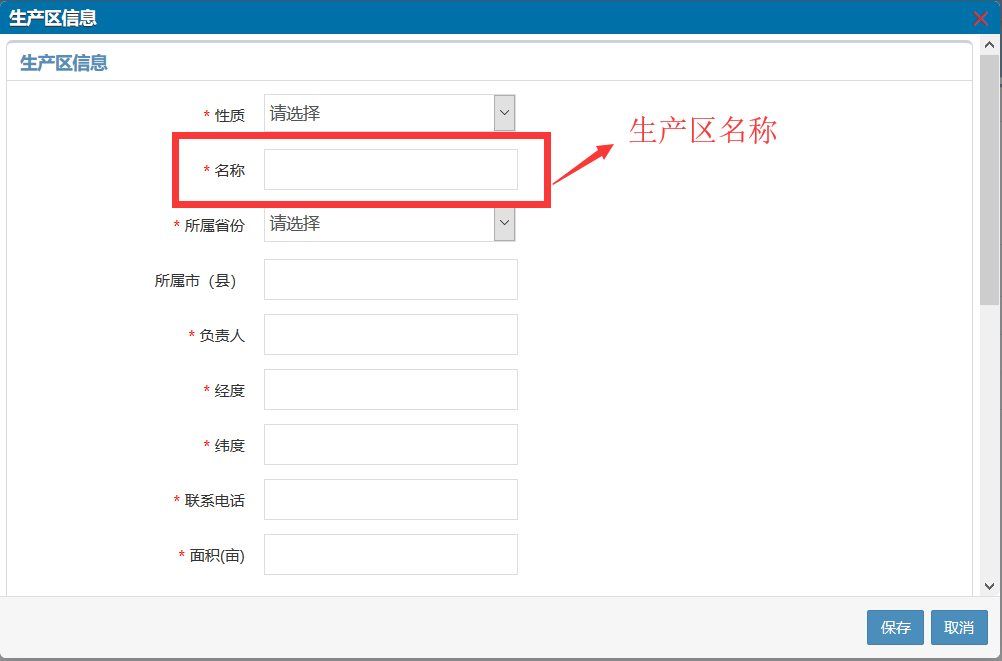 生产区信息
生产区信息
* 性质 请选择
生产区名称
* 名称
* 所属省份 请选择
所属市（县）
* 负责人
* 经度
* 纬度
* 联系电话
* 面积(亩)
保存 取消